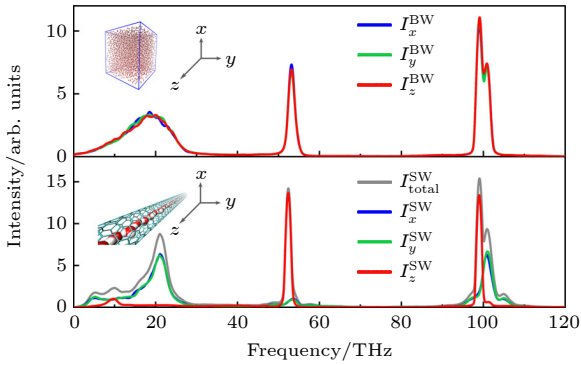 10
5
0
x
y
z
I_x^BW
I_y^BW
I_z^BW
Intensity/arb. units
15
10
5
0
x
y
z
I_total^SW
I_x^SW
I_y^SW
I_z^SW
0 20 40 60 80 100 120
Frequency/THz